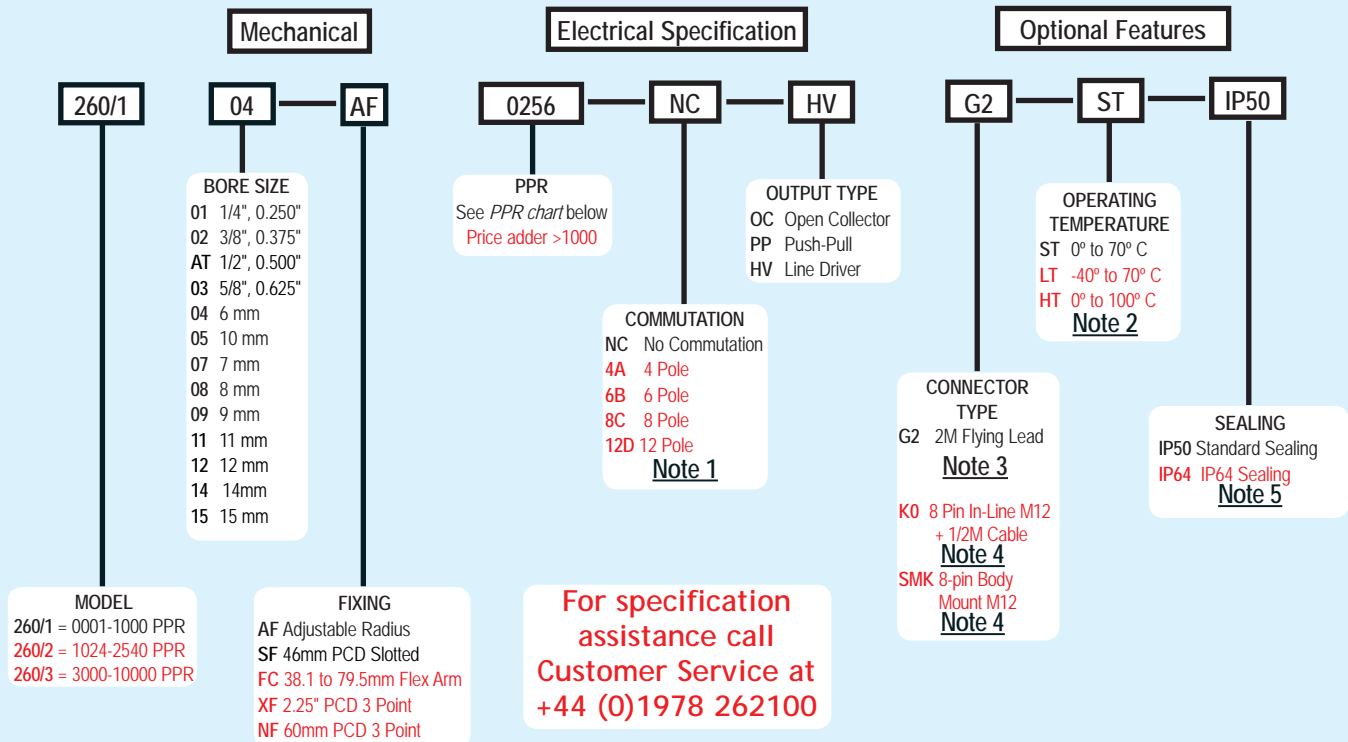 Mechanical
Electrical Specification
Optional Features
260/1
04
AF
0256
NC
HV
G2
ST
IP50
BORE SIZE
01 1/4", 0.250"
02 3/8", 0.375"
AT 1/2", 0.500"
03 5/8", 0.625"
04 6 mm
05 10 mm
07 7 mm
08 8 mm
09 9 mm
11 11 mm
12 12 mm
14 14mm
15 15 mm
PPR
See PPR chart below
Price adder >1000
OUTPUT TYPE
OC Open Collector
PP Push-Pull
HV Line Driver
OPERATING
TEMPERATURE
ST 0º to 70º C
LT -40º to 70º C
HT 0º to 100º C
Note 2
COMMUTATION
NC No Commutation
4A 4 Pole
6B 6 Pole
8C 8 Pole
12D 12 Pole
Note 1
CONNECTOR
TYPE
G2 2M Flying Lead
Note 3
K0 8 Pin In-Line M12
+ 1/2M Cable
Note 4
SMK 8-pin Body
Mount M12
Note 4
SEALING
IP50 Standard Sealing
IP64 IP64 Sealing
Note 5
MODEL
260/1 = 0001-1000 PPR
260/2 = 1024-2540 PPR
260/3 = 3000-10000 PPR
FIXING
AF Adjustable Radius
SF 46mm PCD Slotted
FC 38.1 to 79.5mm Flex Arm
XF 2.25" PCD 3 Point
NF 60mm PCD 3 Point
For specification
assistance call
Customer Service at
+44 (0)1978 262100